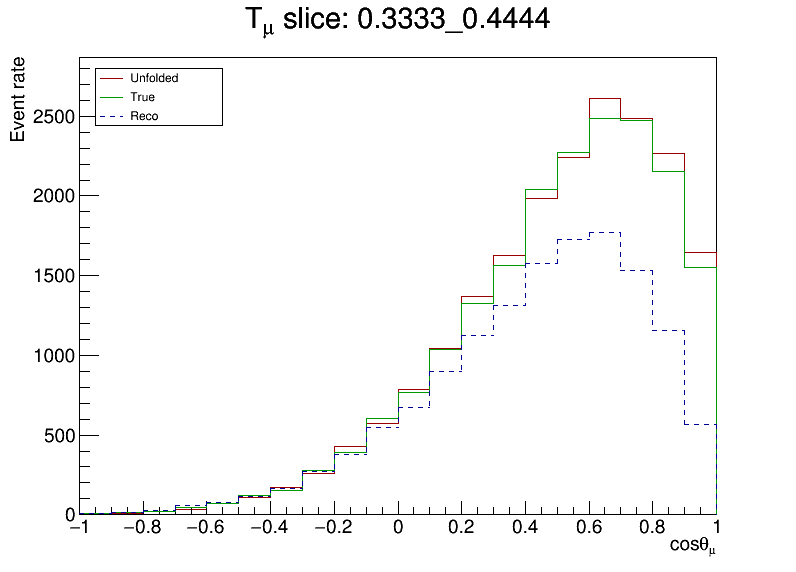 Tμ slice: 0.3333_0.4444
Event rate
Unfolded
True
Reco
2500
2000
1500
1000
500
0
−1 −0.8 −0.6 −0.4 −0.2 0 0.2 0.4 0.6 0.8 1
cosθμ